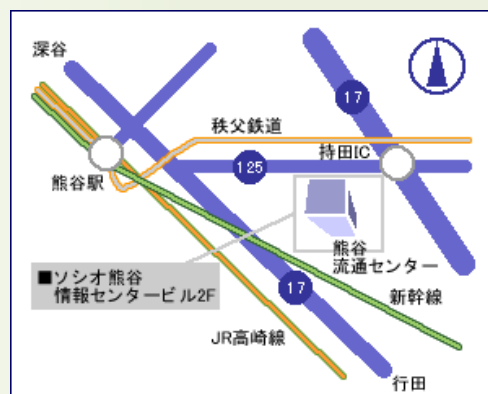 深谷
17
秩父鉄道
持田IC
125
熊谷駅
熊谷
流通センター
■ソシオ熊谷
情報センタービル2F
17
新幹線
JR高崎線
行田